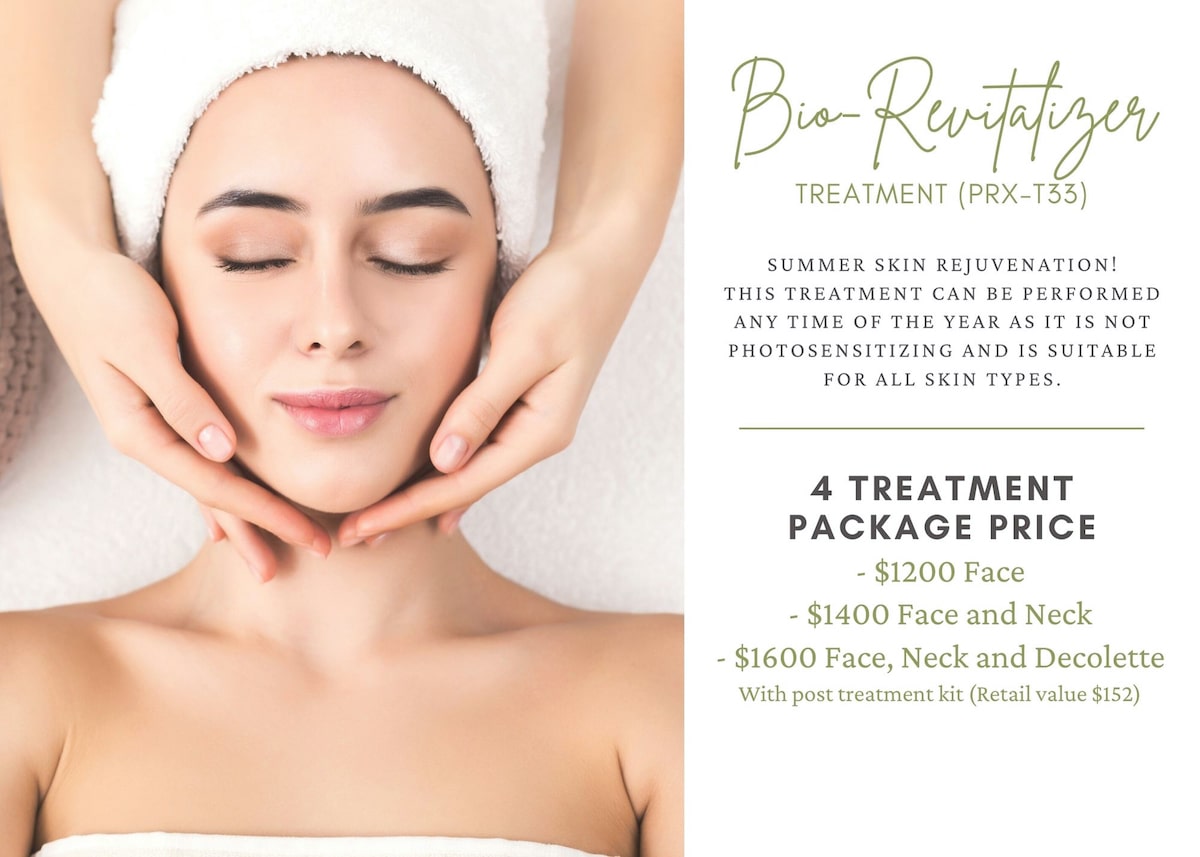 Bio-Revitalizer
TREATMENT (PRX-T33)
SUMMER SKIN REJUVENATION!
THIS TREATMENT CAN BE PERFORMED
ANY TIME OF THE YEAR AS IT IS NOT
PHOTOSENSITIZING AND IS SUITABLE
FOR ALL SKIN TYPES.
4 TREATMENT
PACKAGE PRICE
- $1200 Face
- $1400 Face and Neck
- $1600 Face, Neck and Decolette
With post treatment kit (Retail value $152)